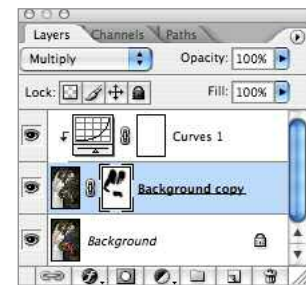 Layers Channels Paths
Multiply Opacity: 100%
Lock: Fill: 100%
Curves 1
Background copy
Background